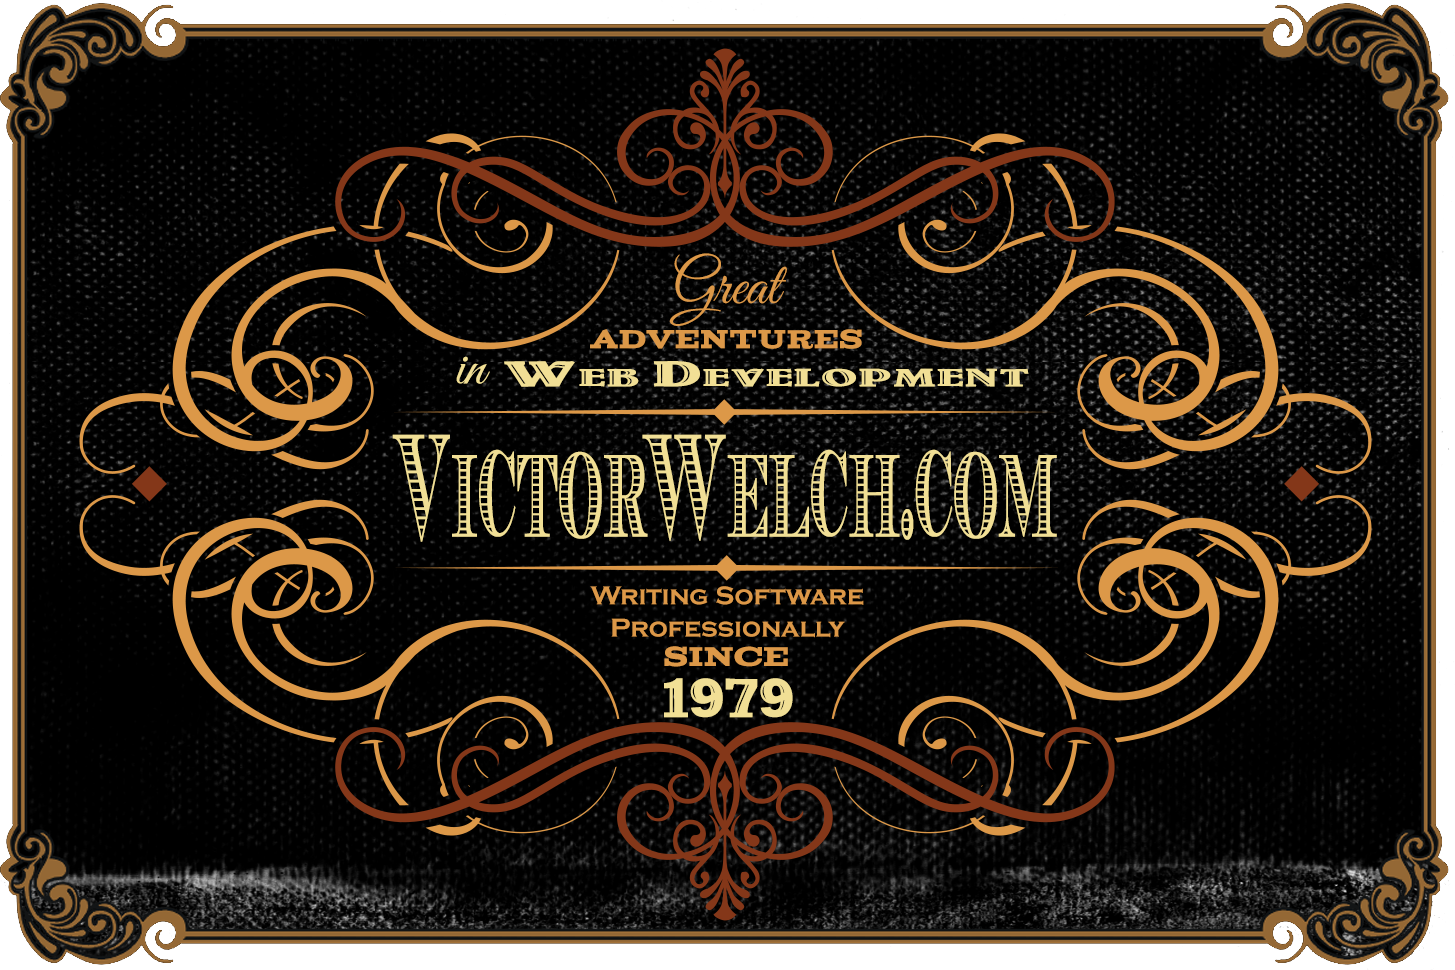 Great
ADVENTURES
in WEB DEVELOPMENT
VICTORWELCH.COM
WRITING SOFTWARE
PROFESSIONALLY
SINCE
1979